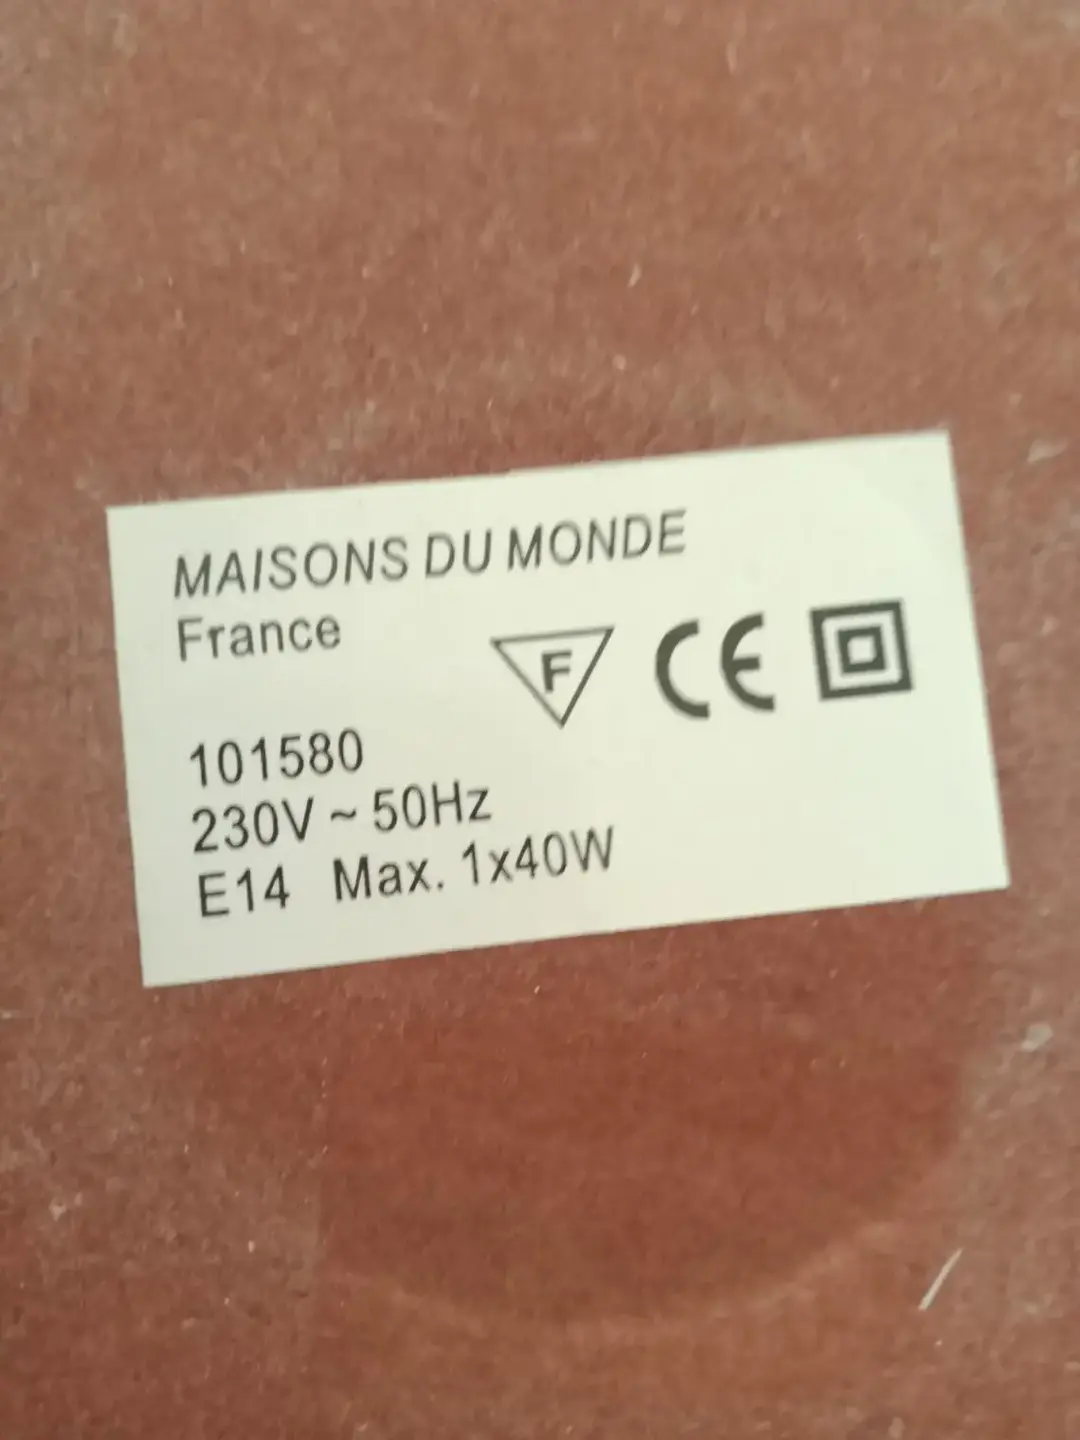 MAISONS DU MONDE
France
F CE
101580
230V ~ 50Hz
E14 Max. 1x40W